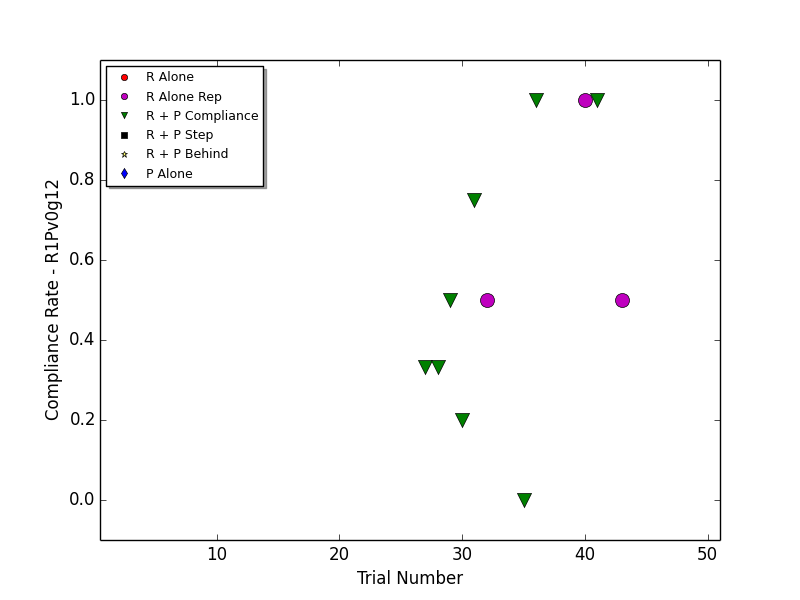 R Alone
R Alone Rep
R + P Compliance
R + P Step
R + P Behind
P Alone
1.0
0.8
0.6
0.4
0.2
0.0
Compliance Rate - R1Pv0g12
10 20 30 40 50
Trial Number